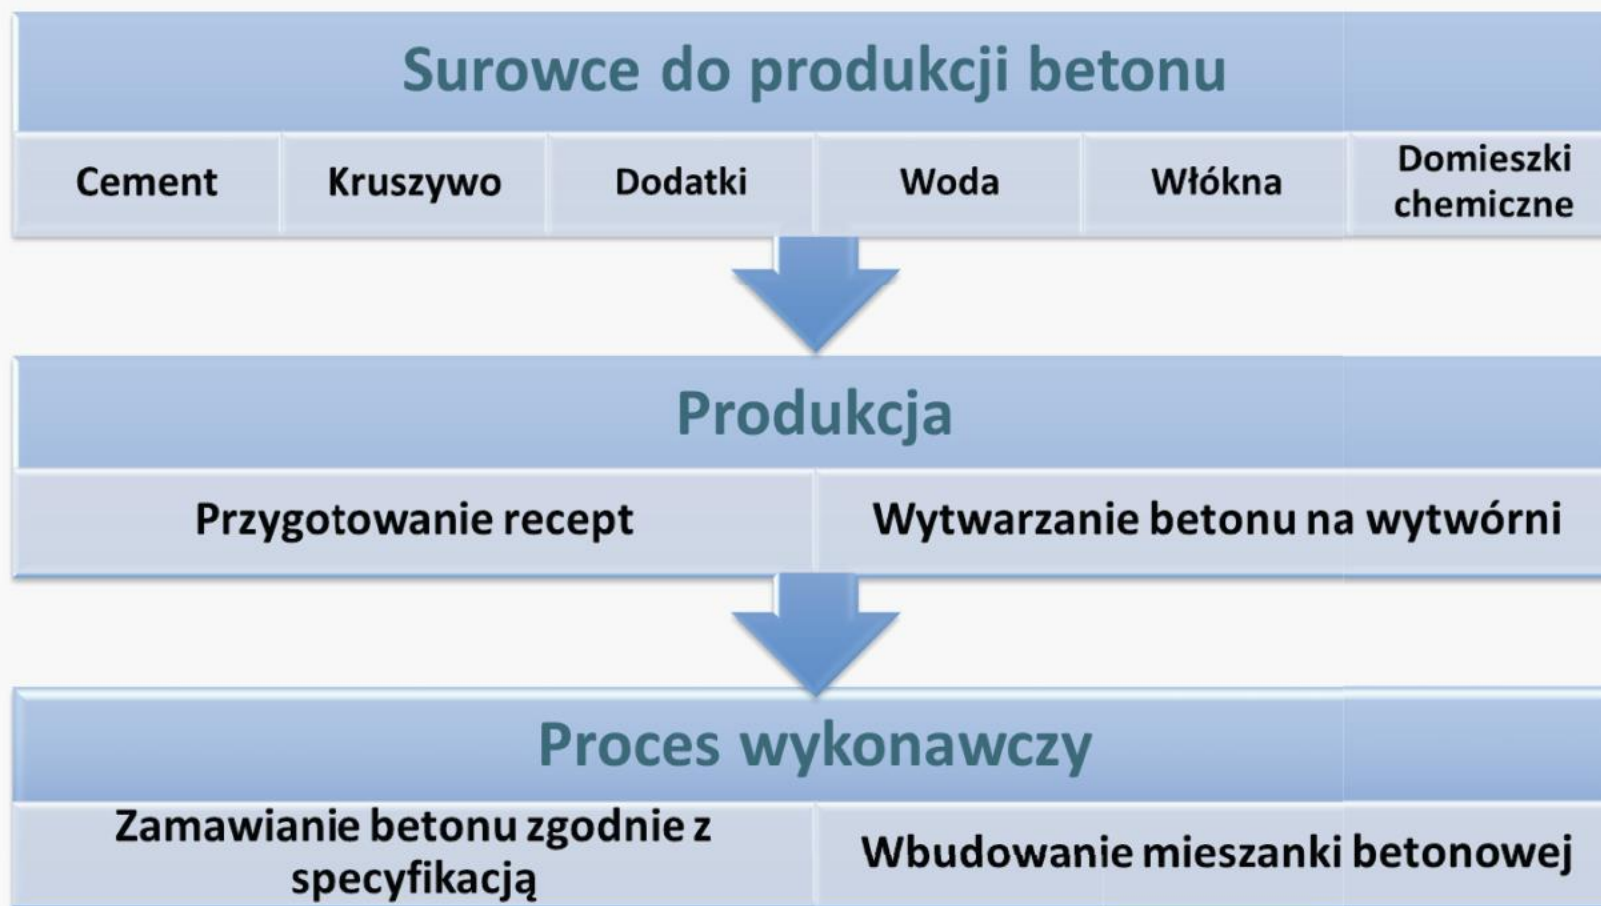 Surowce do produkcji betonu
Cement
Kruszywo
Dodatki
Woda
Włókna
Domieszki
chemiczne
Produkcja
Przygotowanie recept
Wytwarzanie betonu na wytwórni
Proces wykonawczy
Zamawianie betonu zgodnie z
specyfikacją
Wbudowanie mieszanki betonowej